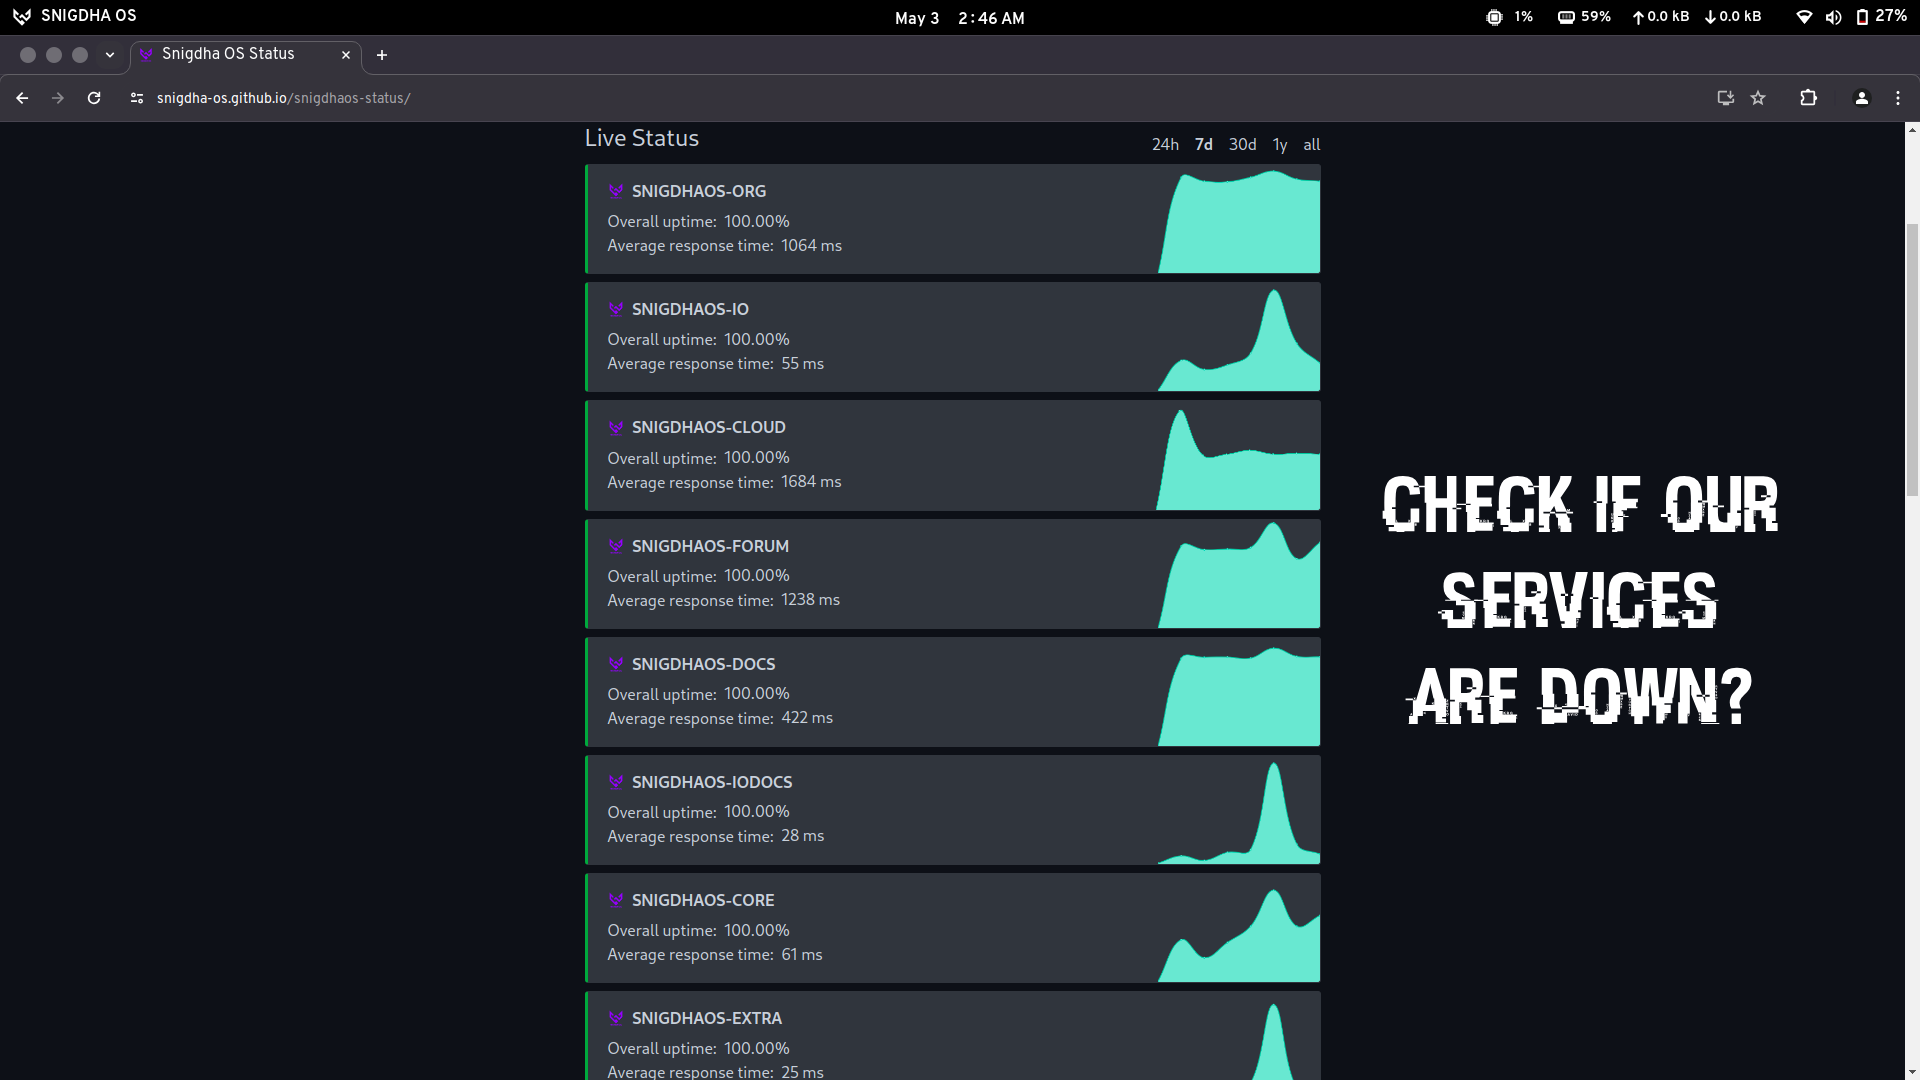 SNIGDHA OS
May 3 2:46 AM
1% 59% 0.0 kB 0.0 kB 27%
Snigdha OS Status
snigdha-os.github.io/snigdhaos-status/
Live Status
24h 7d 30d 1y all
SNIGDHAOS-ORG
Overall uptime: 100.00%
Average response time: 1064 ms
SNIGDHAOS-IO
Overall uptime: 100.00%
Average response time: 55 ms
SNIGDHAOS-CLOUD
Overall uptime: 100.00%
Average response time: 1684 ms
SNIGDHAOS-FORUM
Overall uptime: 100.00%
Average response time: 1238 ms
SNIGDHAOS-DOCS
Overall uptime: 100.00%
Average response time: 422 ms
SNIGDHAOS-IODOCS
Overall uptime: 100.00%
Average response time: 28 ms
SNIGDHAOS-CORE
Overall uptime: 100.00%
Average response time: 61 ms
SNIGDHAOS-EXTRA
Overall uptime: 100.00%
Average response time: 25 ms
CHECK IF OUR
SERVICES
ARE DOWN?